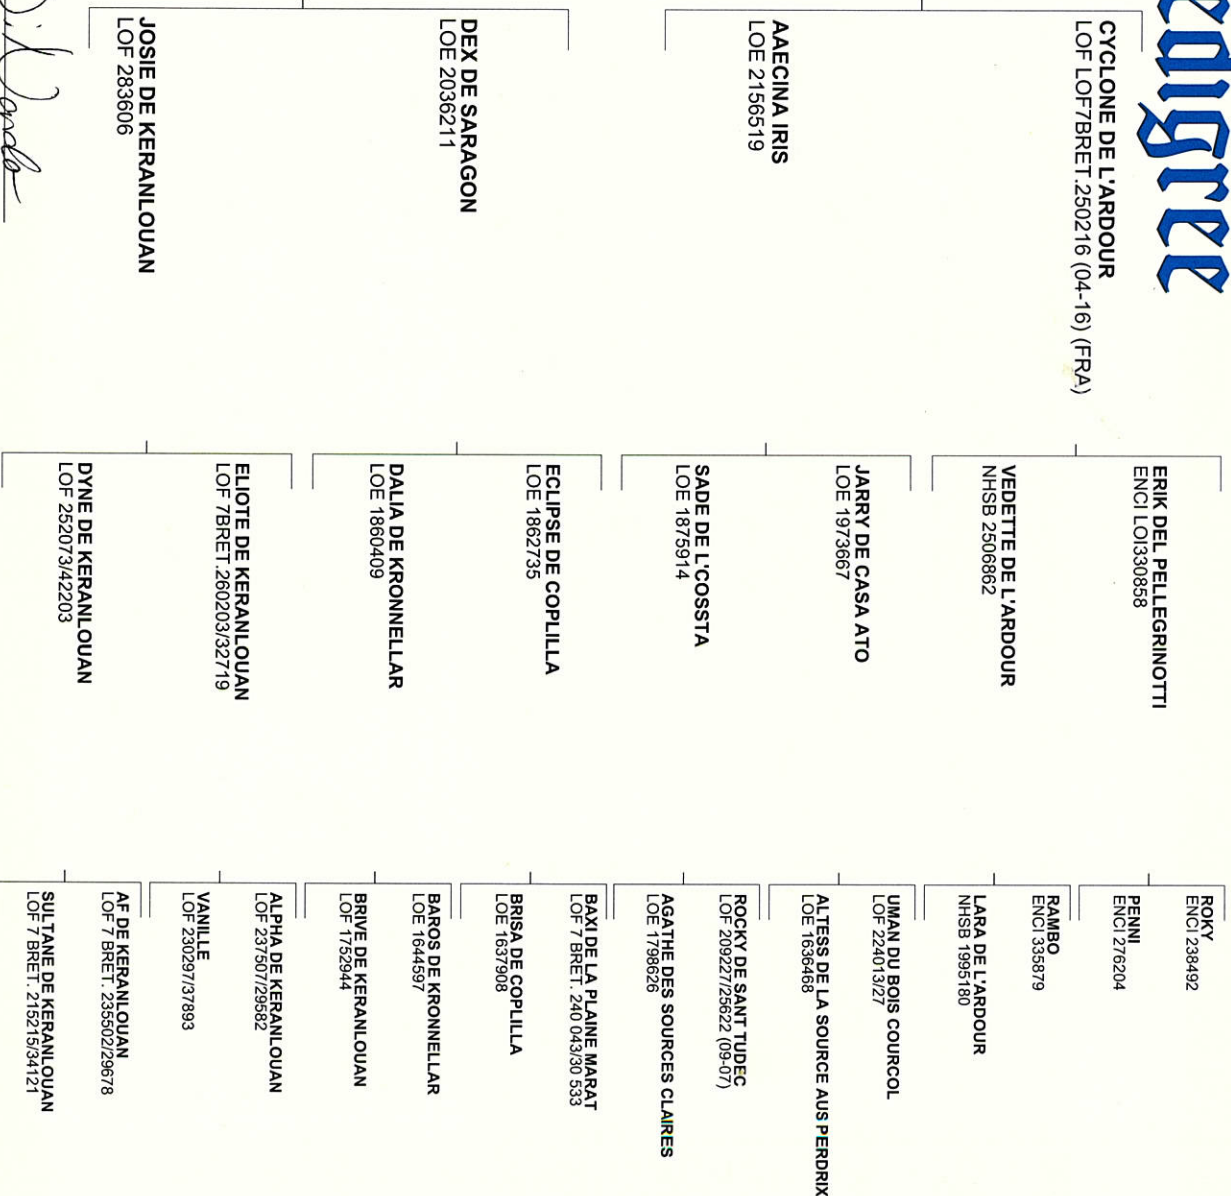 CYCLONE DE L'ARDOUR
LOF LOF7BRET.250216 (04-16) (FRA)
AAECINA IRIS
LOE 2156519
DEX DE SARAGON
LOE 2036211
JOSIE DE KERANLOUAN
LOF 283606
ERIK DEL PELLEGRINOTTI
ENCI LOI330858
VEDETTE DE L'ARDOUR
NHSB 2506862
JARRY DE CASA ATO
LOE 1973667
SADE DE L'COSSTA
LOE 1875914
ECLIPSE DE COPLILLA
LOE 1862735
DALIA DE KRONNELLAR
LOE 1860409
ELIOTE DE KERANLOUAN
LOF 7BRET.260203/32719
DYNE DE KERANLOUAN
LOF 252073/42203
ROKY
ENCI 238492
PENNI
ENCI 276204
RAMBO
ENCI 335879
LARA DE L'ARDOUR
NHSB 1995180
UMAN DU BOIS COURCOL
LOF 224013/27
ALTESS DE LA SOURCE AUS PERDRIX
LOE 1636468
ROCKY DE SANT TUDEC
LOF 209227/25622 (09-07)
AGATHE DES SOURCES CLAIRES
LOE 1798626
BAXI DE LA PLAINE MARAT
LOF 7 BRET. 240 043/30 533
BRISA DE COPLILLA
LOE 1637908
BAROS DE KRONNELLAR
LOE 1644597
BRIVE DE KERANLOUAN
LOF 1752944
ALPHA DE KERANLOUAN
LOF 237507/29582
VANILLE
LOF 230297/37893
AF DE KERANLOUAN
LOF 7 BRET. 235502/29678
SULTANE DE KERANLOUAN
LOF 7 BRET. 215215/34121